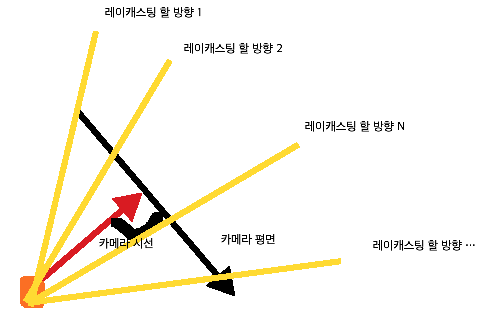 레이캐스팅 할 방향 1
레이캐스팅 할 방향 2
레이캐스팅 할 방향 N
카메라 시선
카메라 평면
레이캐스팅 할 방향 …